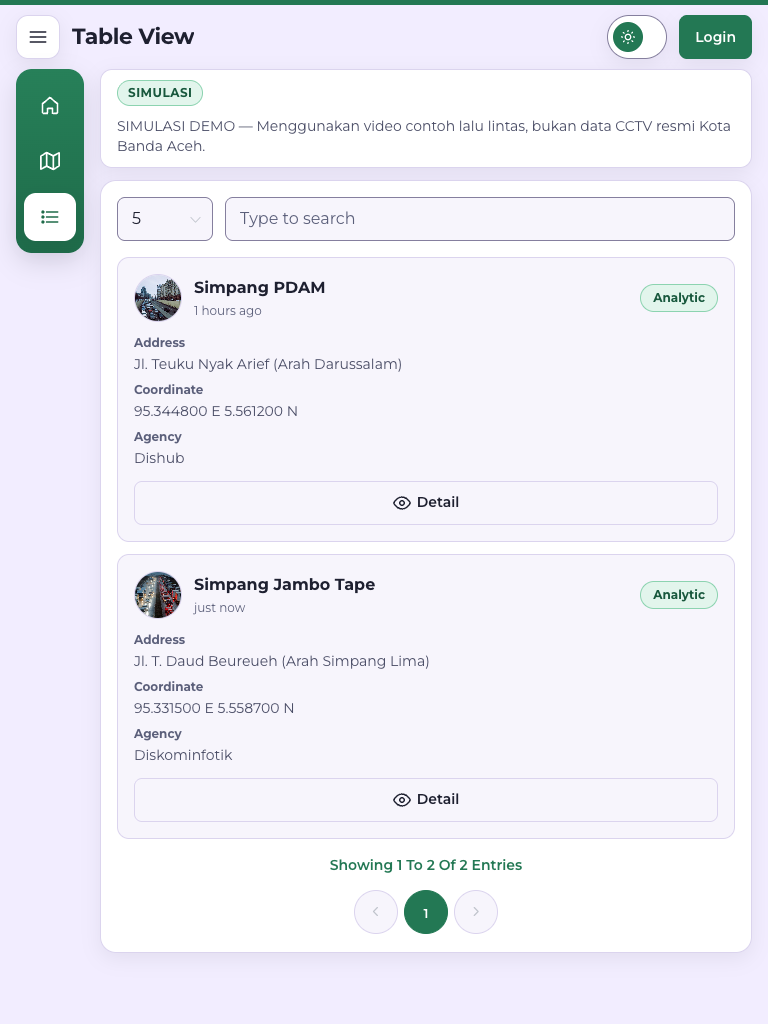 Table View
Login
SIMULASI
SIMULASI DEMO — Menggunakan video contoh lalu lintas, bukan data CCTV resmi Kota
Banda Aceh.
5
Type to search
Simpang PDAM
1 hours ago
Analytic
Address
Jl. Teuku Nyak Arief (Arah Darussalam)
Coordinate
95.344800 E 5.561200 N
Agency
Dishub
Detail
Simpang Jambo Tape
just now
Analytic
Address
Jl. T. Daud Beureueh (Arah Simpang Lima)
Coordinate
95.331500 E 5.558700 N
Agency
Diskominfotik
Detail
Showing 1 To 2 Of 2 Entries
1